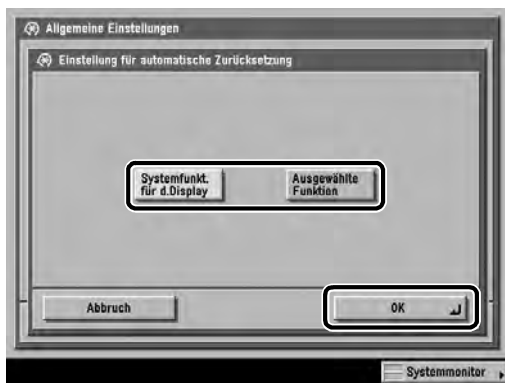 Allgemeine Einstellungen
Einstellung für automatische Zurücksetzung
Systemfunkt.
für d.Display
Ausgewählte
Funktion
Abbruch
OK
Systemmonitor